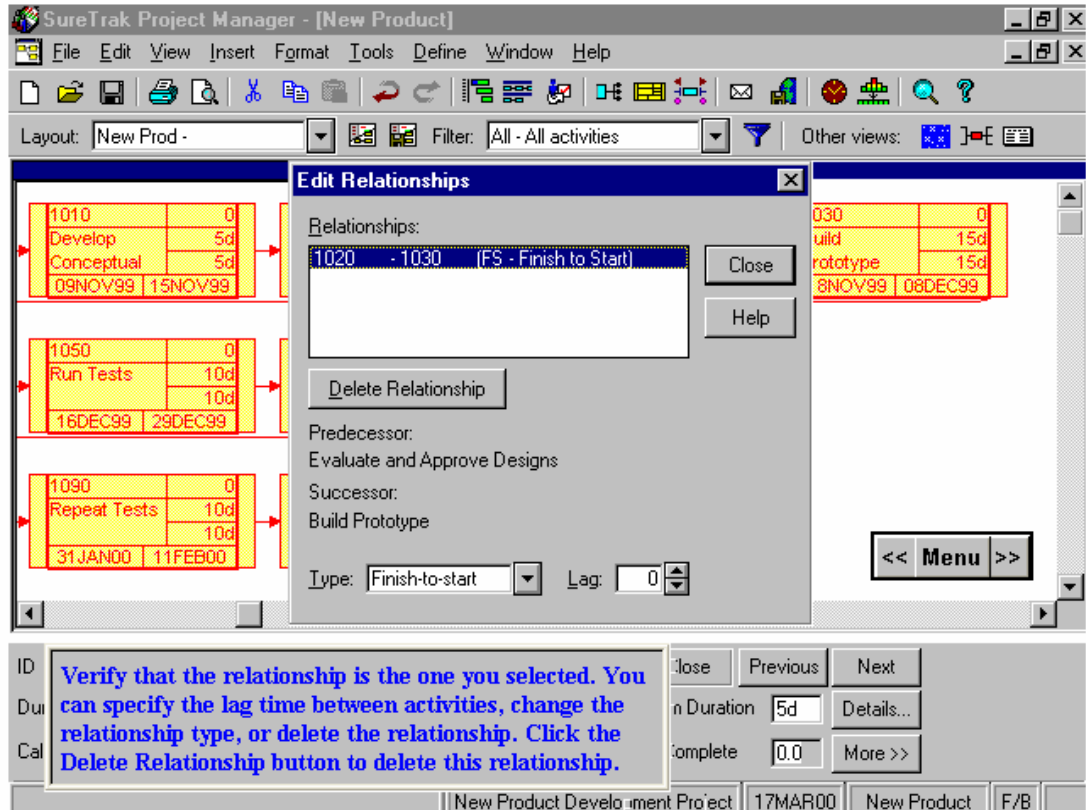 SureTrak Project Manager - [New Product]
File Edit View Insert Format Tools Define Window Help
Layout: New Prod - Filter: All - All activities Other views:
Edit Relationships
Relationships:
1020 - 1030 (FS - Finish to Start)
Close
Help
Delete Relationship
Predecessor:
Evaluate and Approve Designs
Successor:
Build Prototype
Type: Finish-to-start Lag: 0
1010 0
Develop 5d
Conceptual 5d
09NOV99 15NOV99
1050 0
Run Tests 10d
10d
16DEC99 29DEC99
1090 0
Repeat Tests 10d
10d
31JAN00 11FEB00
030 0
uild 15d
rototype 15d
8NOV99 08DEC99
<< Menu >>
ID
Dur
Cal
Verify that the relationship is the one you selected. You
can specify the lag time between activities, change the
relationship type, or delete the relationship. Click the
Delete Relationship button to delete this relationship.
Close Previous Next
n Duration 5d Details...
Complete 0.0 More >>
New Product Development Project 17MAR00 New Product F/B